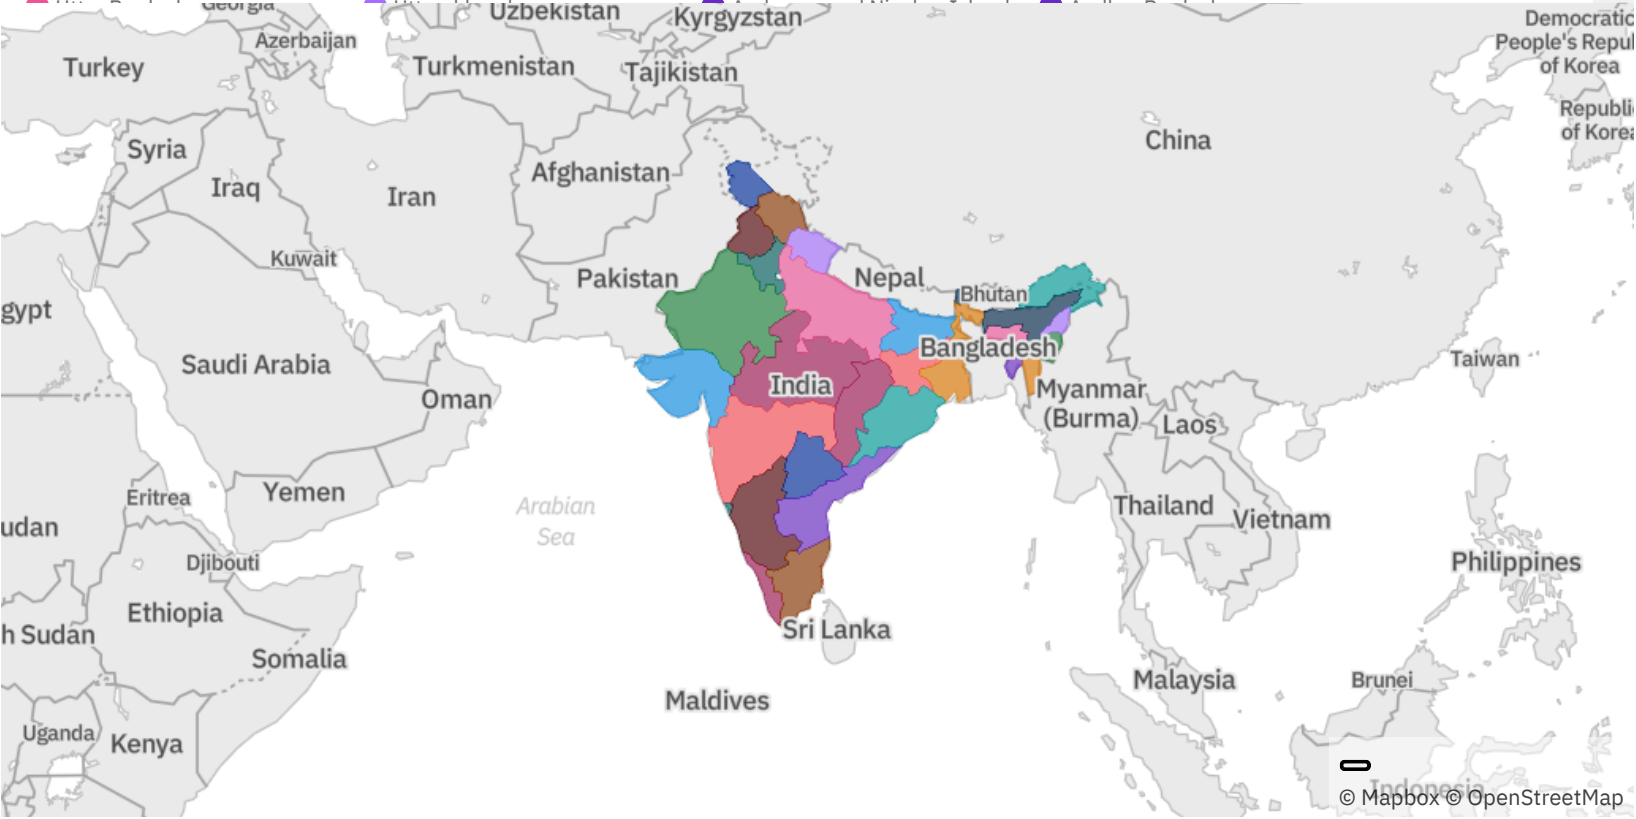 Georgia
Uzbekistan
Kyrgyzstan
Democratic
People's Repu
of Korea
Azerbaijan
Turkey
Turkmenistan
Tajikistan
Republi
of Korea
China
Syria
Afghanistan
Iraq
Iran
Kuwait
Pakistan
Nepal
Bhutan
gypt
Bangladesh
Taiwan
Saudi Arabia
India
Oman
Myanmar
(Burma)
Laos
Yemen
Eritrea
Arabian
Sea
Thailand
Vietnam
udan
Djibouti
Philippines
Ethiopia
h Sudan
Sri Lanka
Somalia
Malaysia
Brunei
Maldives
Uganda
Kenya
Indonesia
© Mapbox © OpenStreetMap